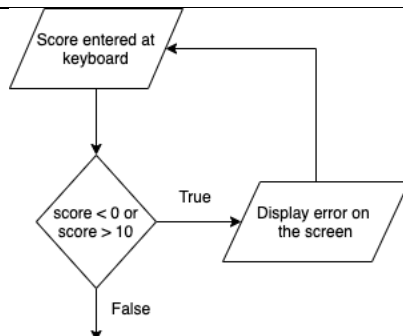 Score entered at
keyboard
True
score < 0 or
score > 10
Display error on
the screen
False